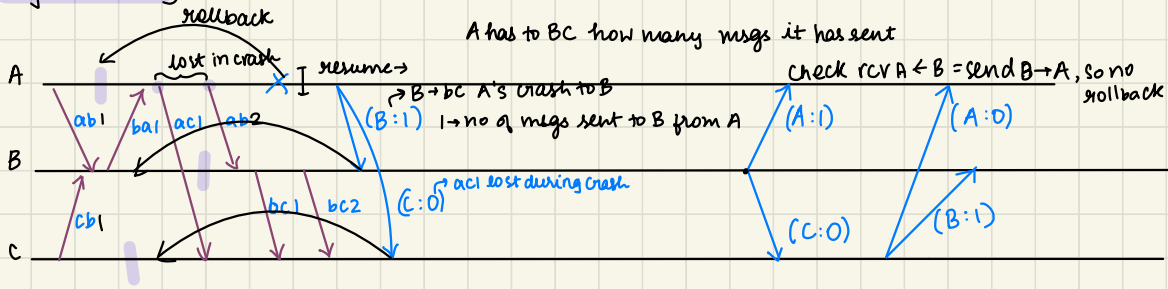 rollback
A has to BC how many msgs it has sent
lost in crash
resume→
A
check rcv A ← B = send B→A, so no
rollback
B→bc A's crash to B
ab1
ba1
ac1
ab2
(B:1)
1→no of msgs sent to B from A
(A:1)
(A:0)
B
ac1 lost during crash
cb1
bc1
bc2
(C:0)
(C:0)
(B:1)
C